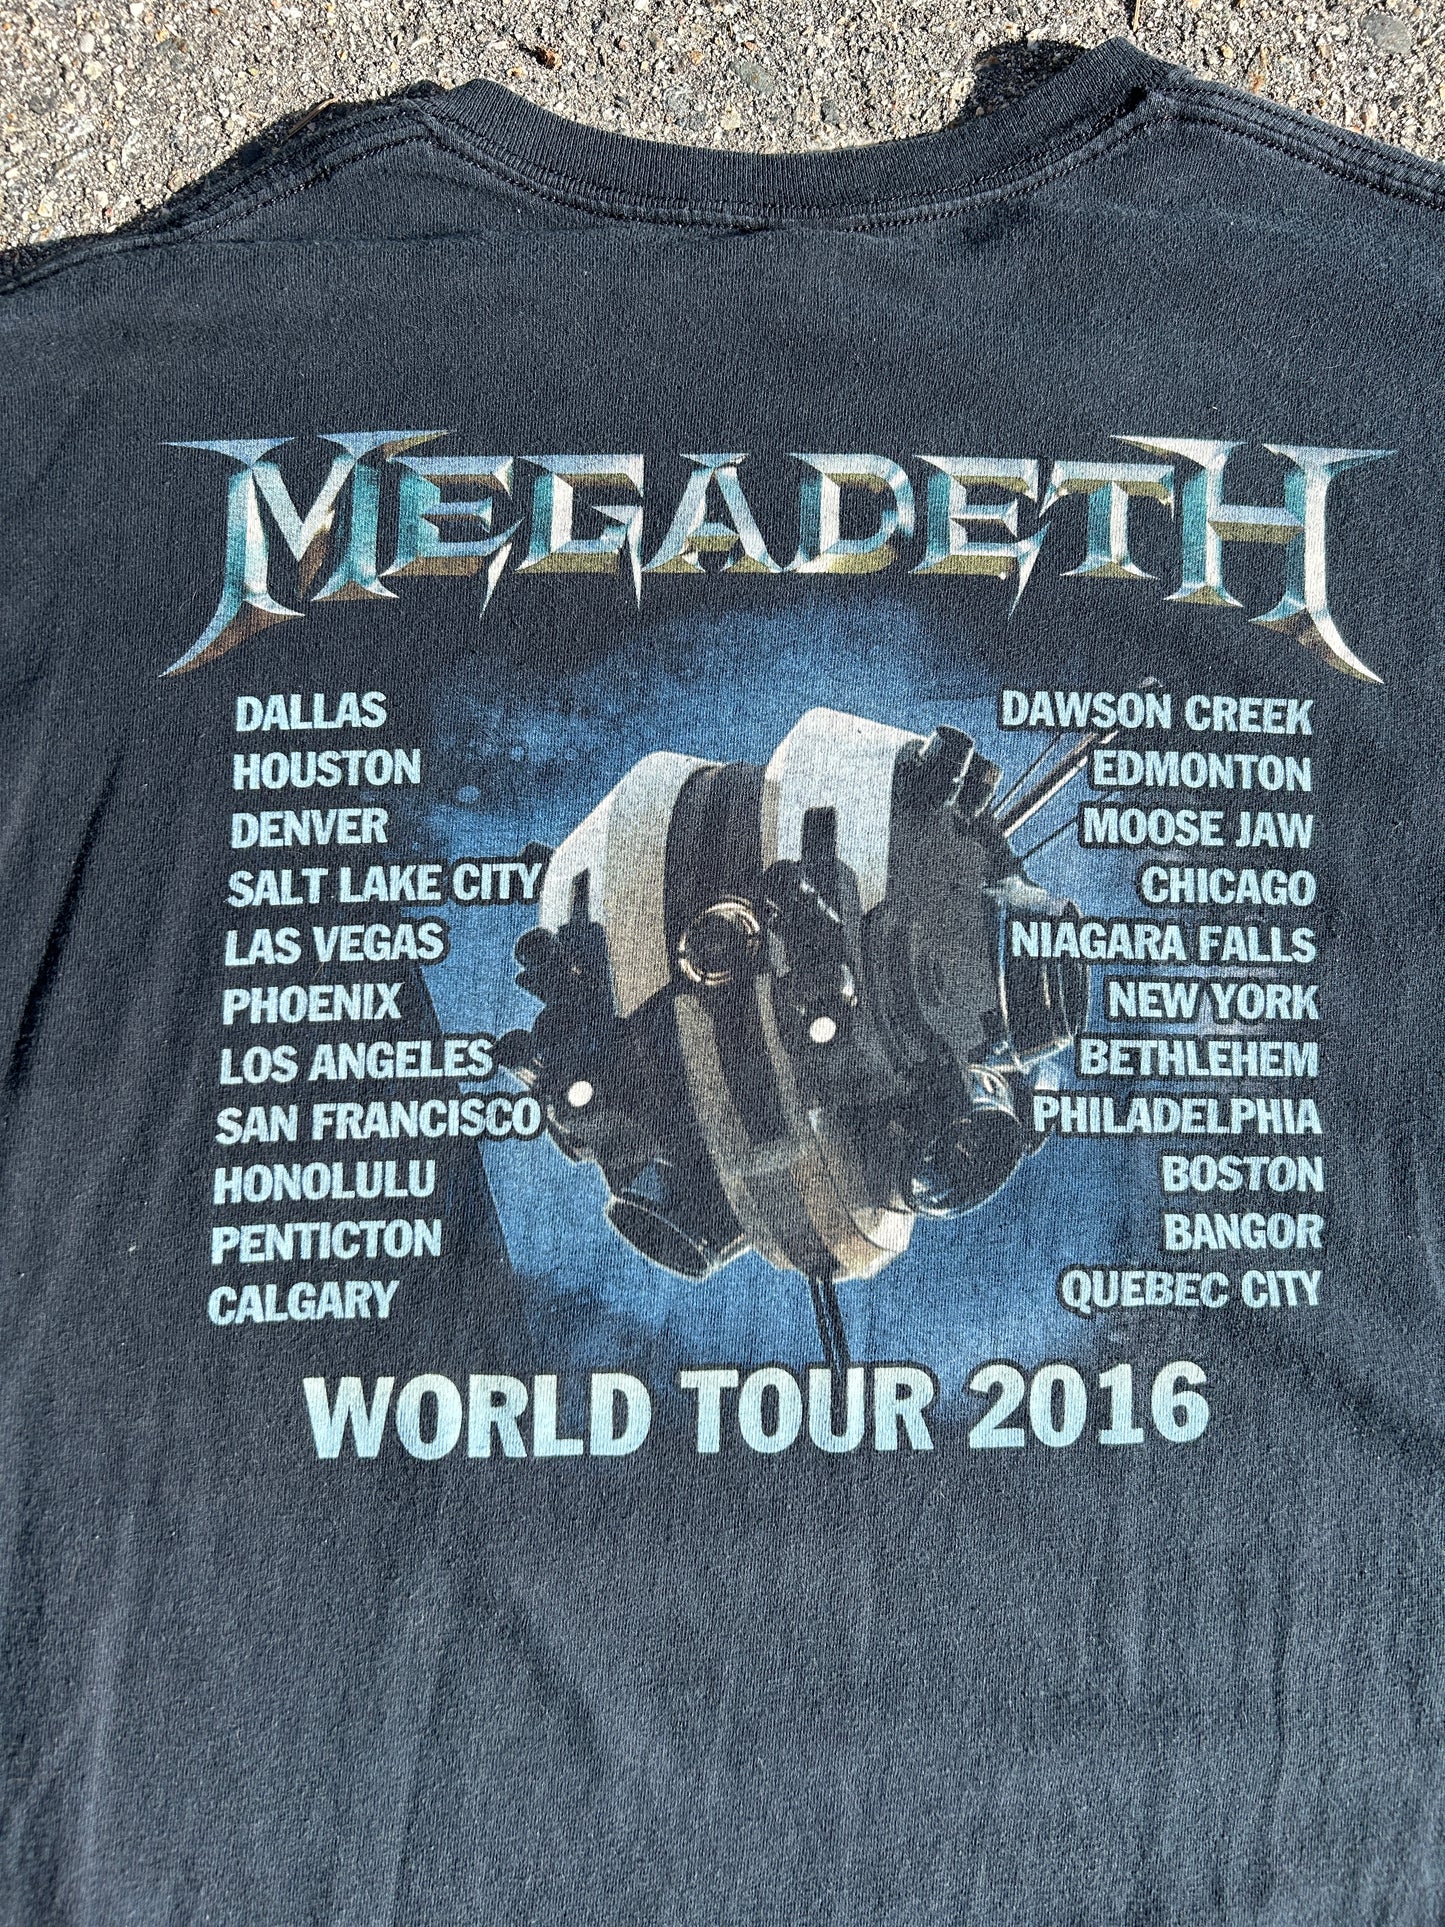 MEGADETH
DALLAS
HOUSTON
DENVER
SALT LAKE CITY
LAS VEGAS
PHOENIX
LOS ANGELES
SAN FRANCISCO
HONOLULU
PENTICTON
CALGARY
DAWSON CREEK
EDMONTON
MOOSE JAW
CHICAGO
NIAGARA FALLS
NEW YORK
BETHLEHEM
PHILADELPHIA
BOSTON
BANGOR
QUEBEC CITY
WORLD TOUR 2016